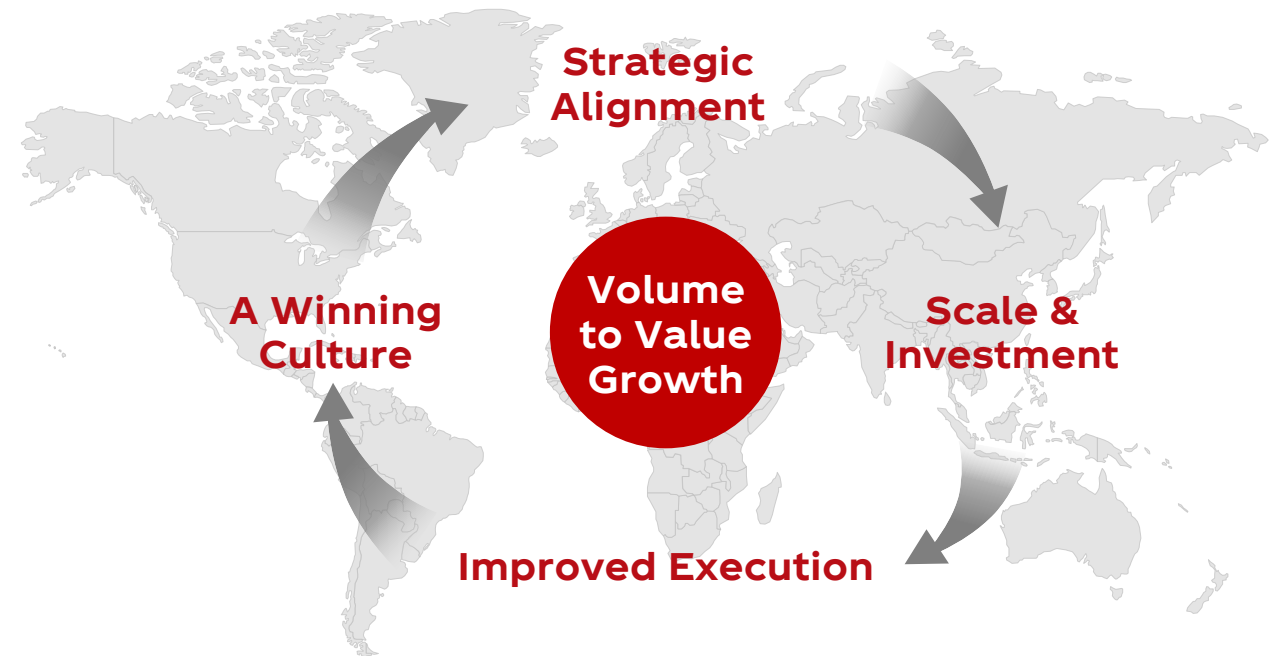 Strategic
Alignment
A Winning
Culture
Volume
to Value
Growth
Scale &
Investment
Improved Execution